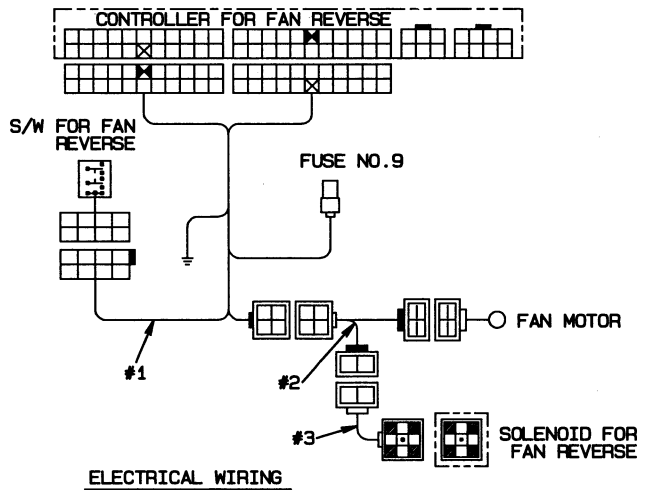 CONTROLLER FOR FAN REVERSE
S/W FOR FAN
REVERSE
FUSE NO.9
FAN MOTOR
#1
#2
#3
SOLENOID FOR
FAN REVERSE
ELECTRICAL WIRING